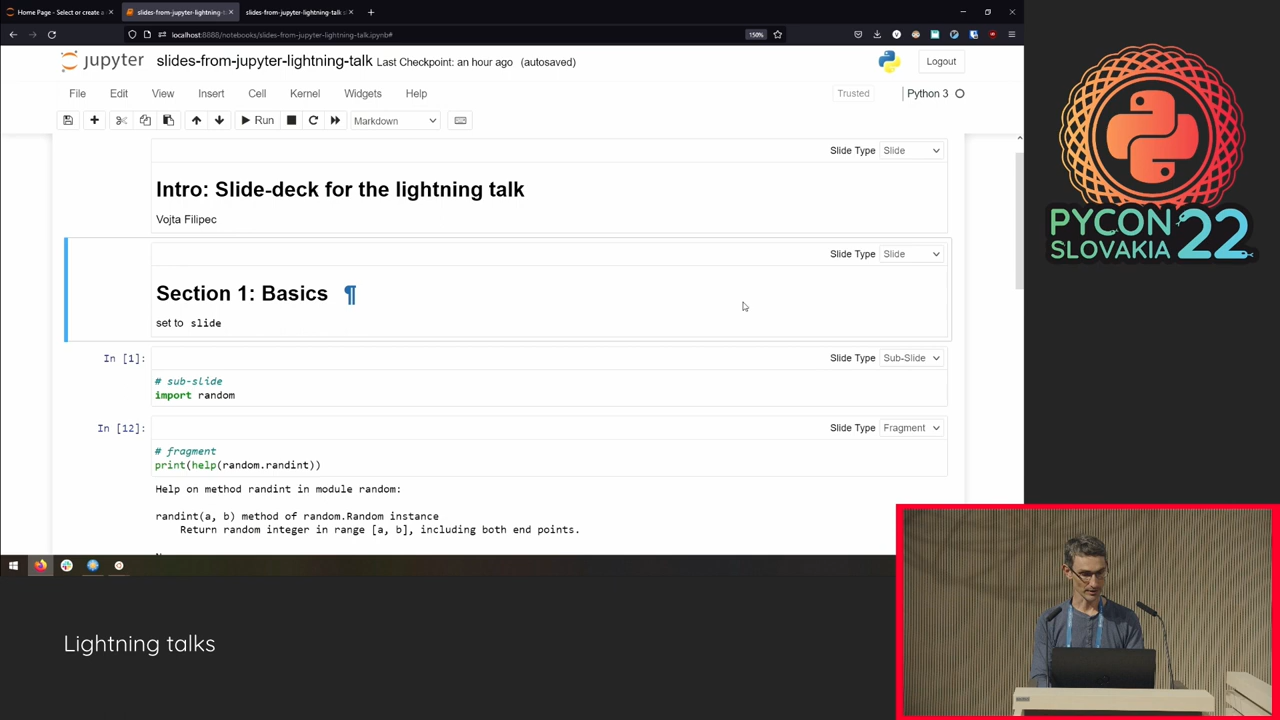 Home Page - Select or create a
slides-from-jupyter-lightning-t
slides-from-jupyter-lightning-talk s
localhost:8888/notebooks/slides-from-jupyter-lightning-talk.ipynb#
150%
jupyter slides-from-jupyter-lightning-talk Last Checkpoint: an hour ago (autosaved)
Logout
File Edit View Insert Cell Kernel Widgets Help
Trusted
Python 3
Run
Markdown
Slide Type Slide
Intro: Slide-deck for the lightning talk
Vojta Filipec
Slide Type Slide
Section 1: Basics ¶
set to slide
In [1]:
Slide Type Sub-Slide
# sub-slide
import random
In [12]:
Slide Type Fragment
# fragment
print(help(random.randint))
Help on method randint in module random:
randint(a, b) method of random.Random instance
Return random integer in range [a, b], including both end points.
PYCON
SLOVAKIA 22
Lightning talks